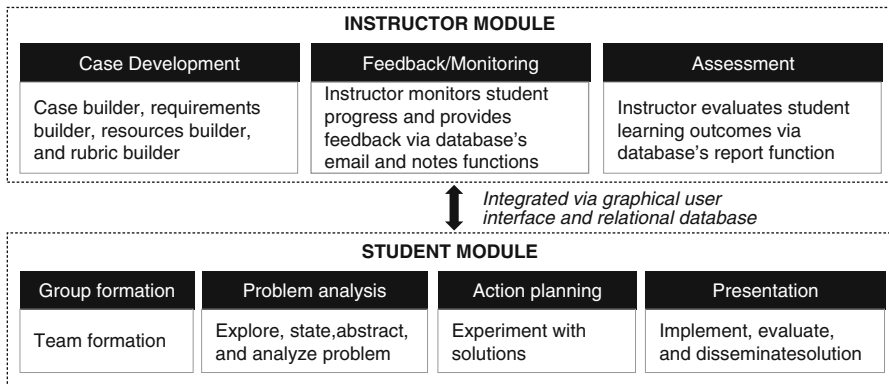 INSTRUCTOR MODULE
Case Development
Case builder, requirements
builder, resources builder,
and rubric builder
Feedback/Monitoring
Instructor monitors student
progress and provides
feedback via database's
email and notes functions
Assessment
Instructor evaluates student
learning outcomes via
database's report function
Integrated via graphical user
interface and relational database
STUDENT MODULE
Group formation
Team formation
Problem analysis
Explore, state,abstract,
and analyze problem
Action planning
Experiment with
solutions
Presentation
Implement, evaluate,
and disseminatesolution